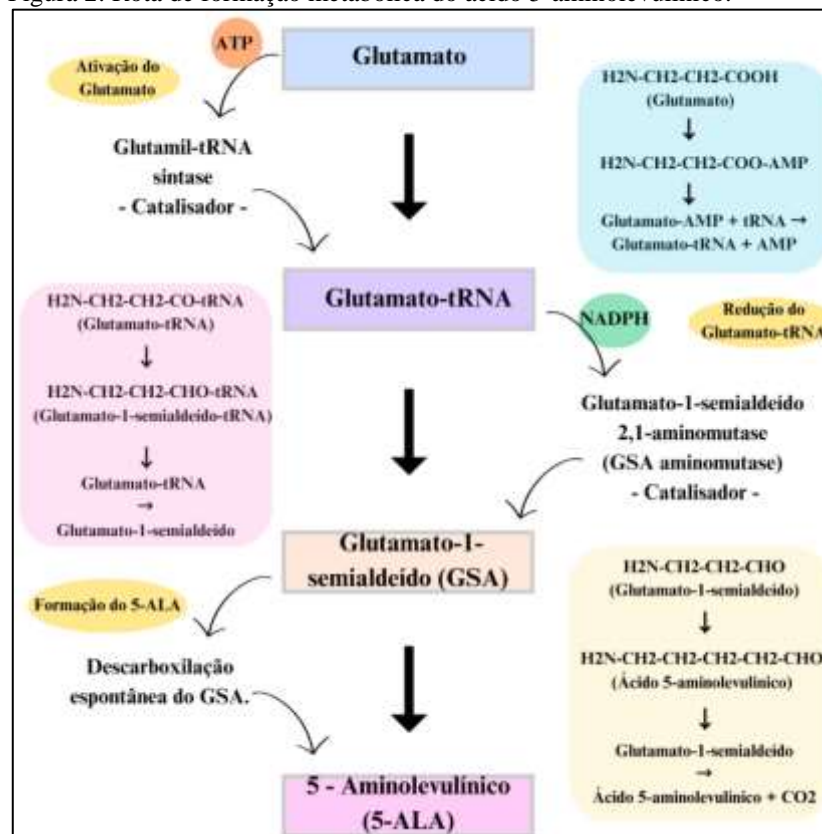 Figura 2. Rota de formação metabólica do ácido 5-aminolevulínico.
ATP
Glutamato
Ativação do
Glutamato
Glutamil-tRNA
sintase
- Catalisador -
H2N-CH2-CH2-COOH
(Glutamato)
↓
H2N-CH2-CH2-COO-AMP
↓
Glutamato-AMP + tRNA →
Glutamato-tRNA + AMP
Glutamato-tRNA
NADPH
Redução do
Glutamato-tRNA
H2N-CH2-CH2-CO-tRNA
(Glutamato-tRNA)
↓
H2N-CH2-CH2-CHO-tRNA
(Glutamato-1-semialdeído-tRNA)
↓
Glutamato-tRNA
→
Glutamato-1-semialdeído
Glutamato-1-semialdeído
2,1-aminomutase
(GSA aminomutase)
- Catalisador -
Glutamato-1-
semialdeído (GSA)
Formação do 5-ALA
Descarboxilação
espontânea do GSA.
H2N-CH2-CH2-CHO
(Glutamato-1-semialdeído)
↓
H2N-CH2-CH2-CH2-CH2-CHO
(Ácido 5-aminolevulínico)
↓
Glutamato-1-semialdeído
→
Ácido 5-aminolevulínico + CO2
5 - Aminolevulínico
(5-ALA)